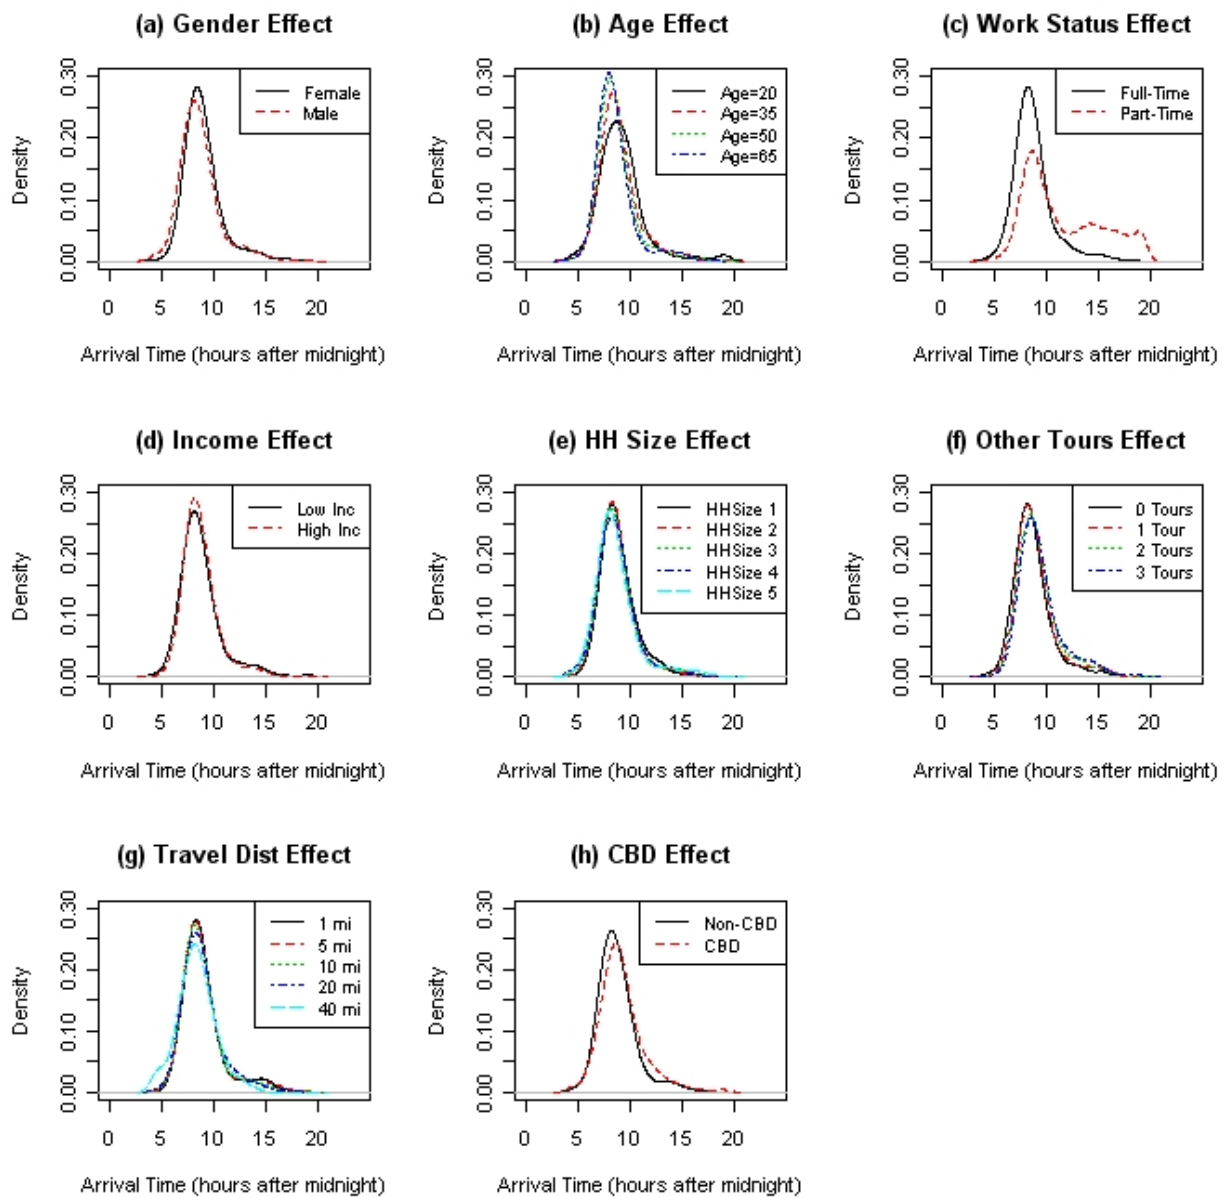 (a) Gender Effect
Density
0.00 0.10 0.20 0.30
Female
Male
0 5 10 15 20
Arrival Time (hours after midnight)
(b) Age Effect
Density
0.00 0.10 0.20 0.30
Age=20
Age=35
Age=50
Age=65
0 5 10 15 20
Arrival Time (hours after midnight)
(c) Work Status Effect
Density
0.00 0.10 0.20 0.30
Full-Time
Part-Time
0 5 10 15 20
Arrival Time (hours after midnight)
(d) Income Effect
Density
0.00 0.10 0.20 0.30
Low Inc
High Inc
0 5 10 15 20
Arrival Time (hours after midnight)
(e) HH Size Effect
Density
0.00 0.10 0.20 0.30
HHSize 1
HHSize 2
HHSize 3
HHSize 4
HHSize 5
0 5 10 15 20
Arrival Time (hours after midnight)
(f) Other Tours Effect
Density
0.00 0.10 0.20 0.30
0 Tours
1 Tour
2 Tours
3 Tours
0 5 10 15 20
Arrival Time (hours after midnight)
(g) Travel Dist Effect
Density
0.00 0.10 0.20 0.30
1 mi
5 mi
10 mi
20 mi
40 mi
0 5 10 15 20
Arrival Time (hours after midnight)
(h) CBD Effect
Density
0.00 0.10 0.20 0.30
Non-CBD
CBD
0 5 10 15 20
Arrival Time (hours after midnight)